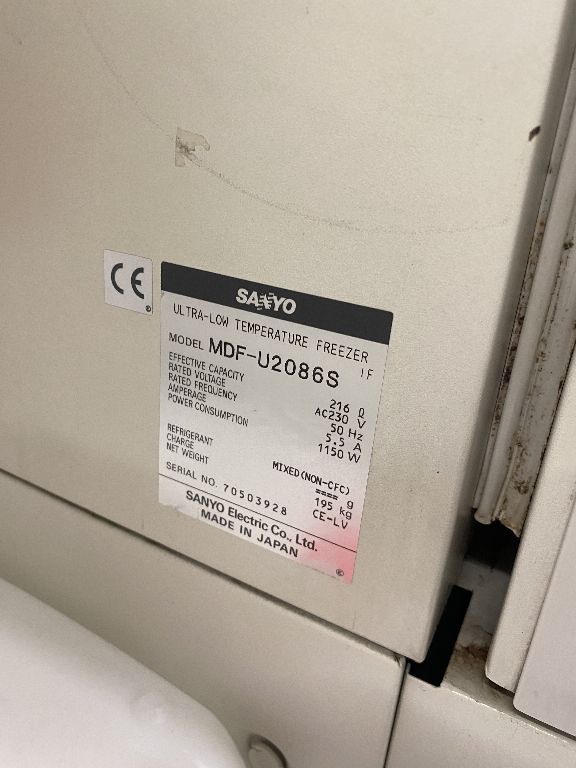 CE
SANYO
ULTRA-LOW TEMPERATURE FREEZER
IF
MODEL MDF-U2086S
EFFECTIVE CAPACITY 216 ℓ
RATED VOLTAGE AC230 V
RATED FREQUENCY 50 Hz
AMPERAGE 5.5 A
POWER CONSUMPTION 1150 W
REFRIGERANT MIXED(NON-CFC)
CHARGE ==== g
NET WEIGHT 195 kg
CE-LV
SERIAL NO. 70503928
SANYO Electric Co., Ltd.
MADE IN JAPAN